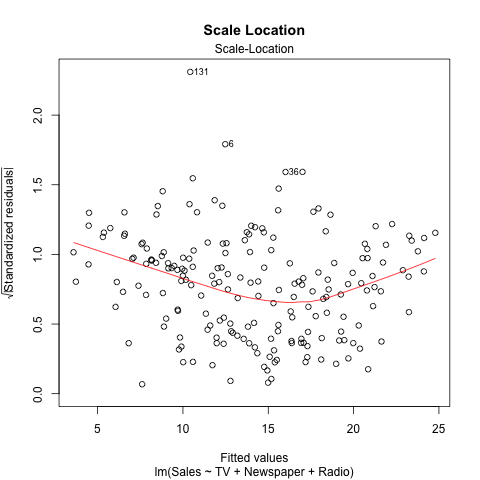 Scale Location
Scale-Location
√|Standardized residuals|
0.0 0.5 1.0 1.5 2.0
131
6
36
5 10 15 20 25
Fitted values
lm(Sales ~ TV + Newspaper + Radio)